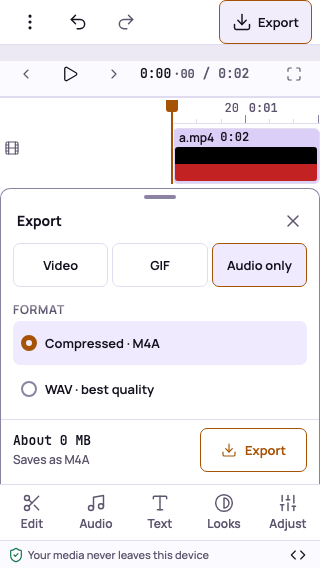 Export
0:00·00 / 0:02
20 0:01
a.mp4 0:02
Export
Video
GIF
Audio only
FORMAT
Compressed · M4A
WAV · best quality
About 0 MB
Saves as M4A
Export
Edit
Audio
Text
Looks
Adjust
Your media never leaves this device